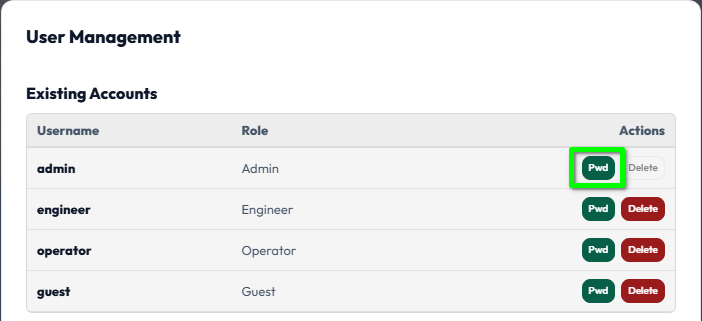 User Management
Existing Accounts
Username Role Actions
admin Admin Pwd Delete
engineer Engineer Pwd Delete
operator Operator Pwd Delete
guest Guest Pwd Delete